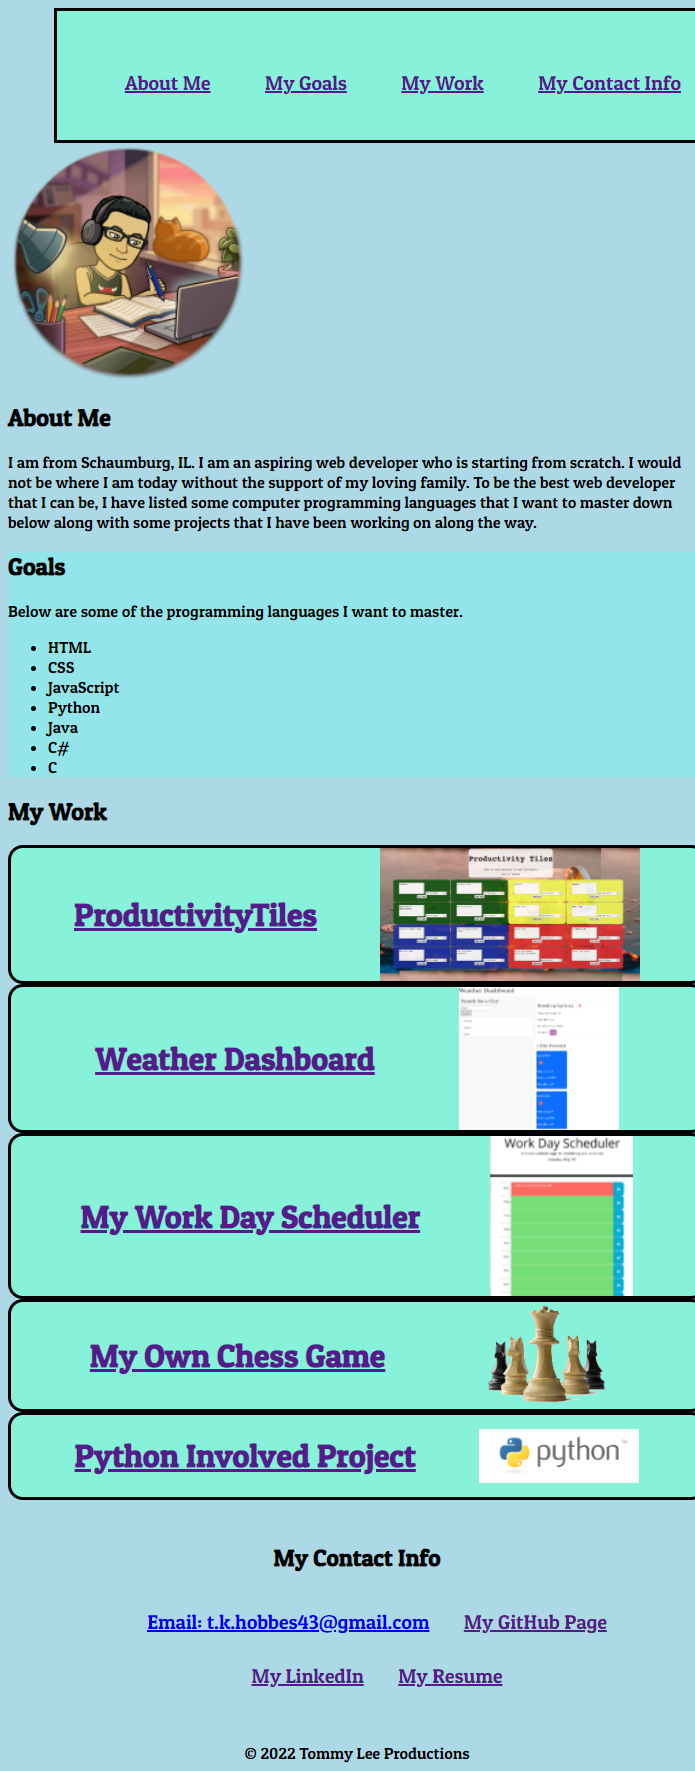 About Me My Goals My Work My Contact Info
About Me
I am from Schaumburg, IL. I am an aspiring web developer who is starting from scratch. I would
not be where I am today without the support of my loving family. To be the best web developer
that I can be, I have listed some computer programming languages that I want to master down
below along with some projects that I have been working on along the way.
Goals
Below are some of the programming languages I want to master.
HTML
CSS
JavaScript
Python
Java
C#
C
My Work
ProductivityTiles
Productivity Tiles
Weather Dashboard
Weather Dashboard
My Work Day Scheduler
Work Day Scheduler
My Own Chess Game
Python Involved Project
python™
My Contact Info
Email: t.k.hobbes43@gmail.com My GitHub Page
My LinkedIn My Resume
© 2022 Tommy Lee Productions